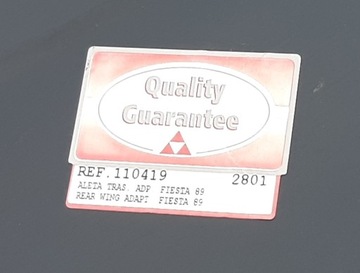 Quality
Guarantee
REF. 110419 2801
ALETA TRAS. ADP FIESTA 89
REAR WING ADAPT FIESTA 89